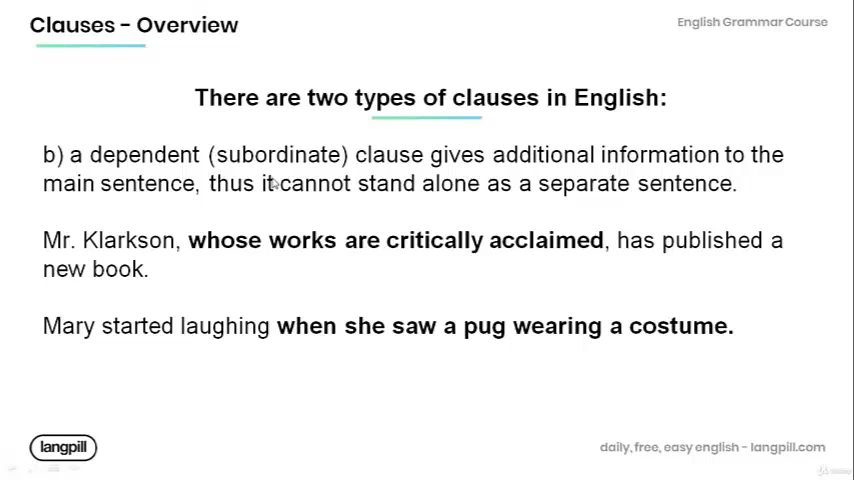 Clauses - Overview
English Grammar Course
There are two types of clauses in English:
b) a dependent (subordinate) clause gives additional information to the
main sentence, thus it cannot stand alone as a separate sentence.
Mr. Klarkson, whose works are critically acclaimed, has published a
new book.
Mary started laughing when she saw a pug wearing a costume.
langpill
daily, free, easy english - langpill.com